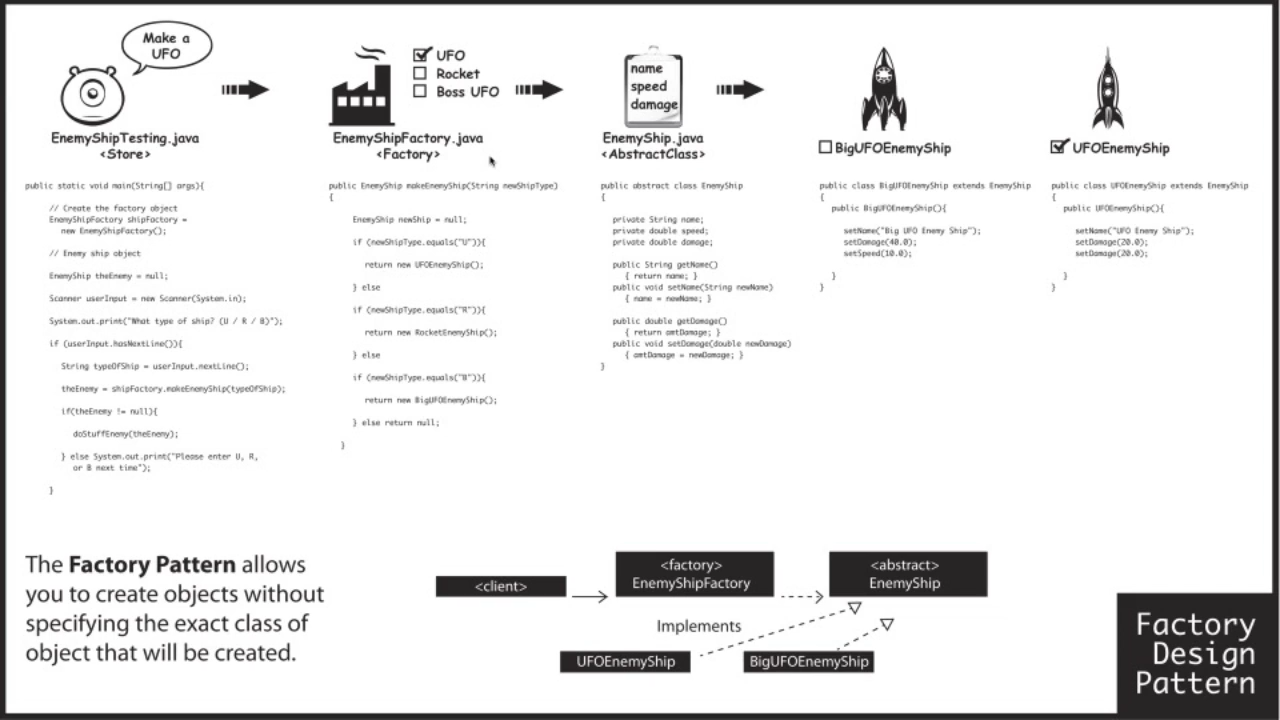 Make a
UFO
EnemyShipTesting.java
<Store>
UFO
Rocket
Boss UFO
EnemyShipFactory.java
<Factory>
name
speed
damage
EnemyShip.java
<AbstractClass>
BigUFOEnemyShip
UFOEnemyShip
public static void main(String[] args){
// Create the factory object
EnemyShipFactory shipFactory =
new EnemyShipFactory();
// Enemy ship object
EnemyShip theEnemy = null;
Scanner userInput = new Scanner(System.in);
System.out.print("What type of ship? (U / R / B)");
if (userInput.hasNextLine()){
String typeOfShip = userInput.nextLine();
theEnemy = shipFactory.makeEnemyShip(typeOfShip);
if(theEnemy != null){
doStuffEnemy(theEnemy);
} else System.out.print("Please enter U, R,
or B next time");
}
public EnemyShip makeEnemyShip(String newShipType)
{
EnemyShip newShip = null;
if (newShipType.equals("U")){
return new UFOEnemyShip();
} else
if (newShipType.equals("R")){
return new RocketEnemyShip();
} else
if (newShipType.equals("B")){
return new BigUFOEnemyShip();
} else return null;
}
public abstract class EnemyShip
{
private String name;
private double speed;
private double damage;
public String getName()
{ return name; }
public void setName(String newName)
{ name = newName; }
public double getDamage()
{ return amtDamage; }
public void setDamage(double newDamage)
{ amtDamage = newDamage; }
}
public class BigUFOEnemyShip extends EnemyShip
{
public BigUFOEnemyShip(){
setName("Big UFO Enemy Ship");
setDamage(40.0);
setSpeed(10.0);
}
}
public class UFOEnemyShip extends EnemyShip
{
public UFOEnemyShip(){
setName("UFO Enemy Ship");
setDamage(20.0);
setDamage(20.0);
}
}
The Factory Pattern allows
you to create objects without
specifying the exact class of
object that will be created.
<client>
<factory>
EnemyShipFactory
<abstract>
EnemyShip
Implements
UFOEnemyShip
BigUFOEnemyShip
Factory
Design
Pattern